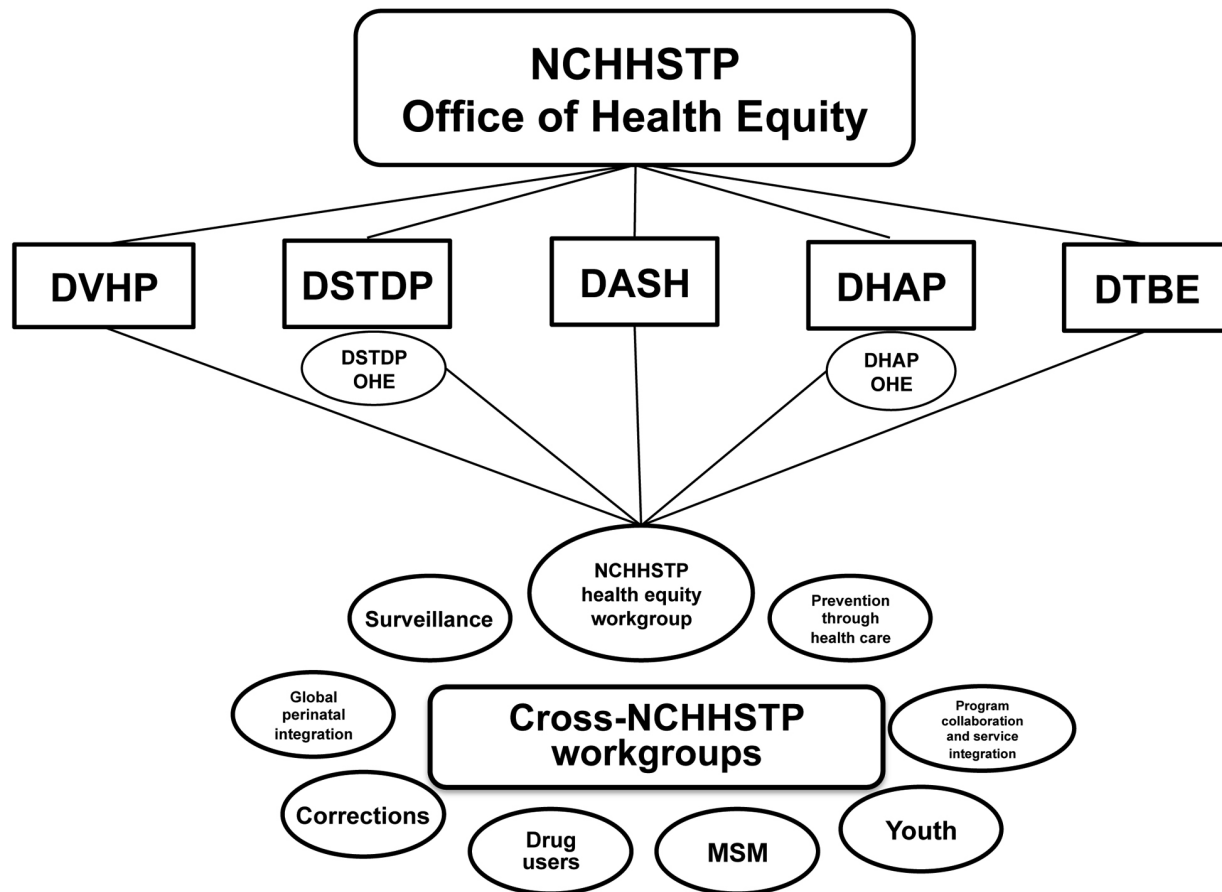 NCHHSTP
Office of Health Equity
DVHP
DSTDP
DASH
DHAP
DTBE
DSTDP
OHE
DHAP
OHE
NCHHSTP
health equity
workgroup
Surveillance
Prevention
through
health care
Global
perinatal
integration
Cross-NCHHSTP
workgroups
Program
collaboration
and service
integration
Corrections
Drug
users
MSM
Youth